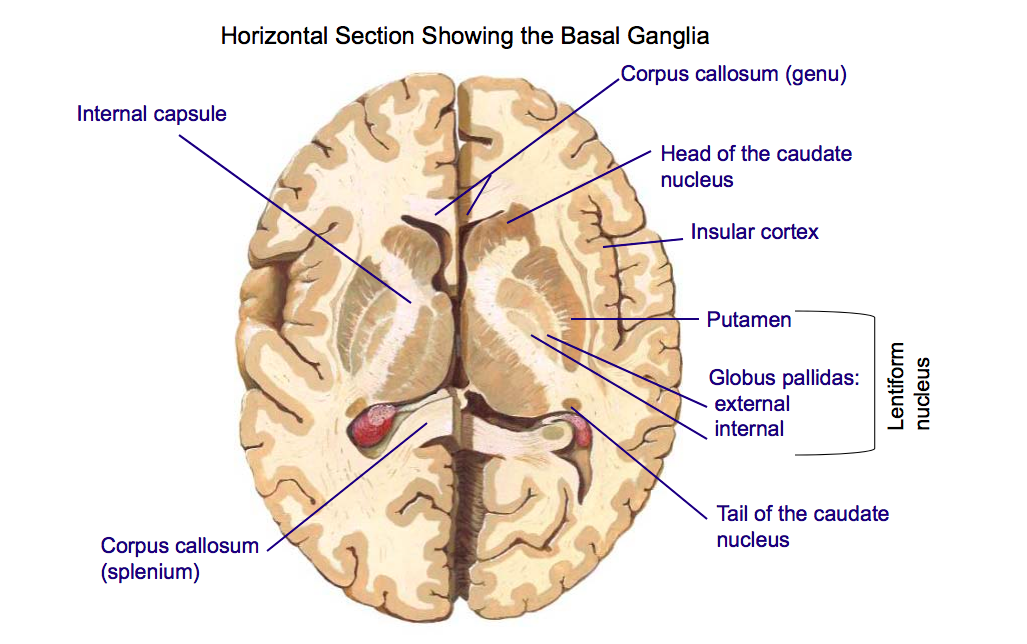 Horizontal Section Showing the Basal Ganglia
Corpus callosum (genu)
Internal capsule
Head of the caudate
nucleus
Insular cortex
Putamen
Globus pallidas:
external
internal
Lentiform
nucleus
Tail of the caudate
nucleus
Corpus callosum
(splenium)